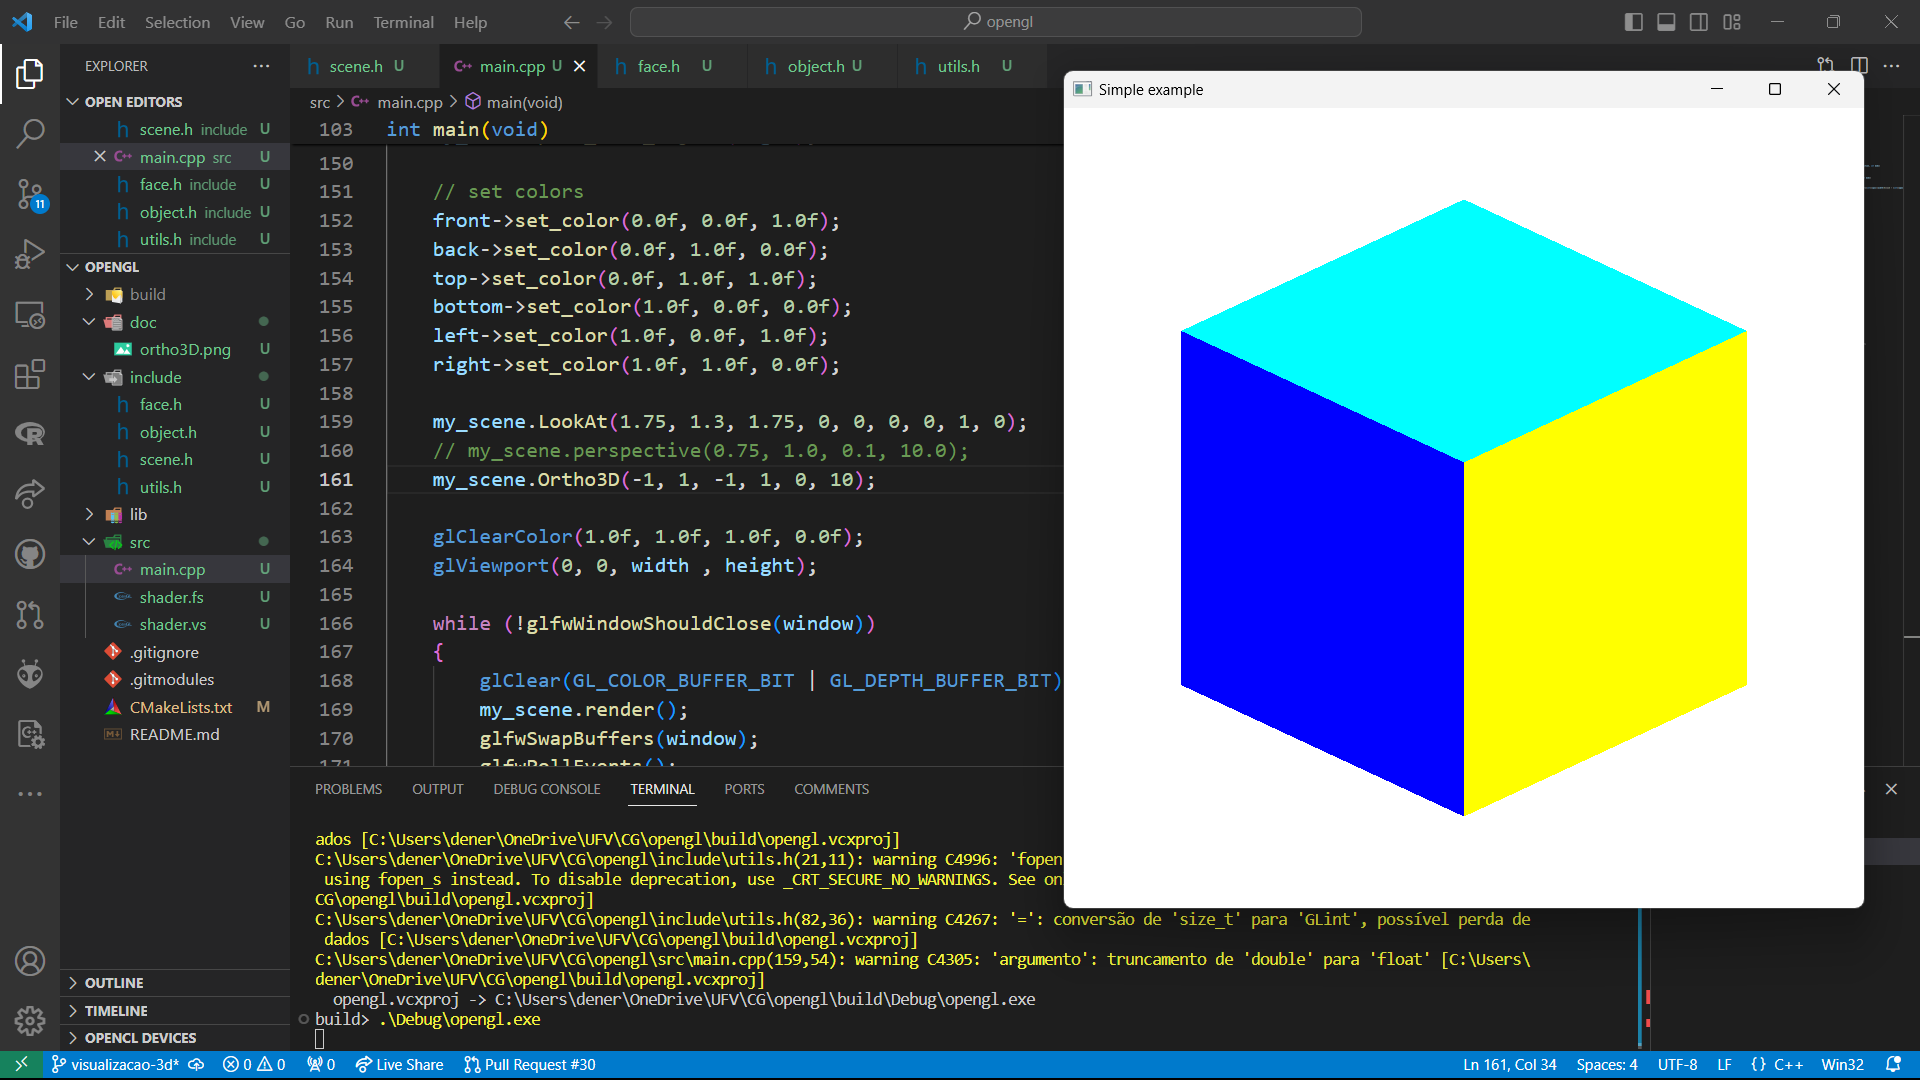 File Edit Selection View Go Run Terminal Help
opengl
EXPLORER
OPEN EDITORS
scene.h include U
main.cpp src U
face.h include U
object.h include U
utils.h include U
OPENGL
build
doc
ortho3D.png U
include
face.h U
object.h U
scene.h U
utils.h U
lib
src
main.cpp U
shader.fs U
shader.vs U
.gitignore
.gitmodules
CMakeLists.txt M
README.md
OUTLINE
TIMELINE
OPENCL DEVICES
11
scene.h U main.cpp U face.h U object.h U utils.h U
src > main.cpp > main(void)
103 int main(void)
150
151 // set colors
152 front->set_color(0.0f, 0.0f, 1.0f);
153 back->set_color(0.0f, 1.0f, 0.0f);
154 top->set_color(0.0f, 1.0f, 1.0f);
155 bottom->set_color(1.0f, 0.0f, 0.0f);
156 left->set_color(1.0f, 0.0f, 1.0f);
157 right->set_color(1.0f, 1.0f, 0.0f);
158
159 my_scene.LookAt(1.75, 1.3, 1.75, 0, 0, 0, 0, 1, 0);
160 // my_scene.perspective(0.75, 1.0, 0.1, 10.0);
161 my_scene.Ortho3D(-1, 1, -1, 1, 0, 10);
162
163 glClearColor(1.0f, 1.0f, 1.0f, 0.0f);
164 glViewport(0, 0, width , height);
165
166 while (!glfwWindowShouldClose(window))
167 {
168 glClear(GL_COLOR_BUFFER_BIT | GL_DEPTH_BUFFER_BIT)
169 my_scene.render();
170 glfwSwapBuffers(window);
171 glfwPollEvents();
Simple example
PROBLEMS OUTPUT DEBUG CONSOLE TERMINAL PORTS COMMENTS
ados [C:\Users\dener\OneDrive\UFV\CG\opengl\build\opengl.vcxproj]
C:\Users\dener\OneDrive\UFV\CG\opengl\include\utils.h(21,11): warning C4996: 'fopen
using fopen_s instead. To disable deprecation, use _CRT_SECURE_NO_WARNINGS. See on
CG\opengl\build\opengl.vcxproj]
C:\Users\dener\OneDrive\UFV\CG\opengl\include\utils.h(82,36): warning C4267: '=': conversão de 'size_t' para 'GLint', possível perda de
dados [C:\Users\dener\OneDrive\UFV\CG\opengl\build\opengl.vcxproj]
C:\Users\dener\OneDrive\UFV\CG\opengl\src\main.cpp(159,54): warning C4305: 'argumento': truncamento de 'double' para 'float' [C:\Users\
dener\OneDrive\UFV\CG\opengl\build\opengl.vcxproj]
opengl.vcxproj -> C:\Users\dener\OneDrive\UFV\CG\opengl\build\Debug\opengl.exe
build> .\Debug\opengl.exe
visualizacao-3d* 0 0 0 Live Share Pull Request #30 Ln 161, Col 34 Spaces: 4 UTF-8 LF {} C++ Win32